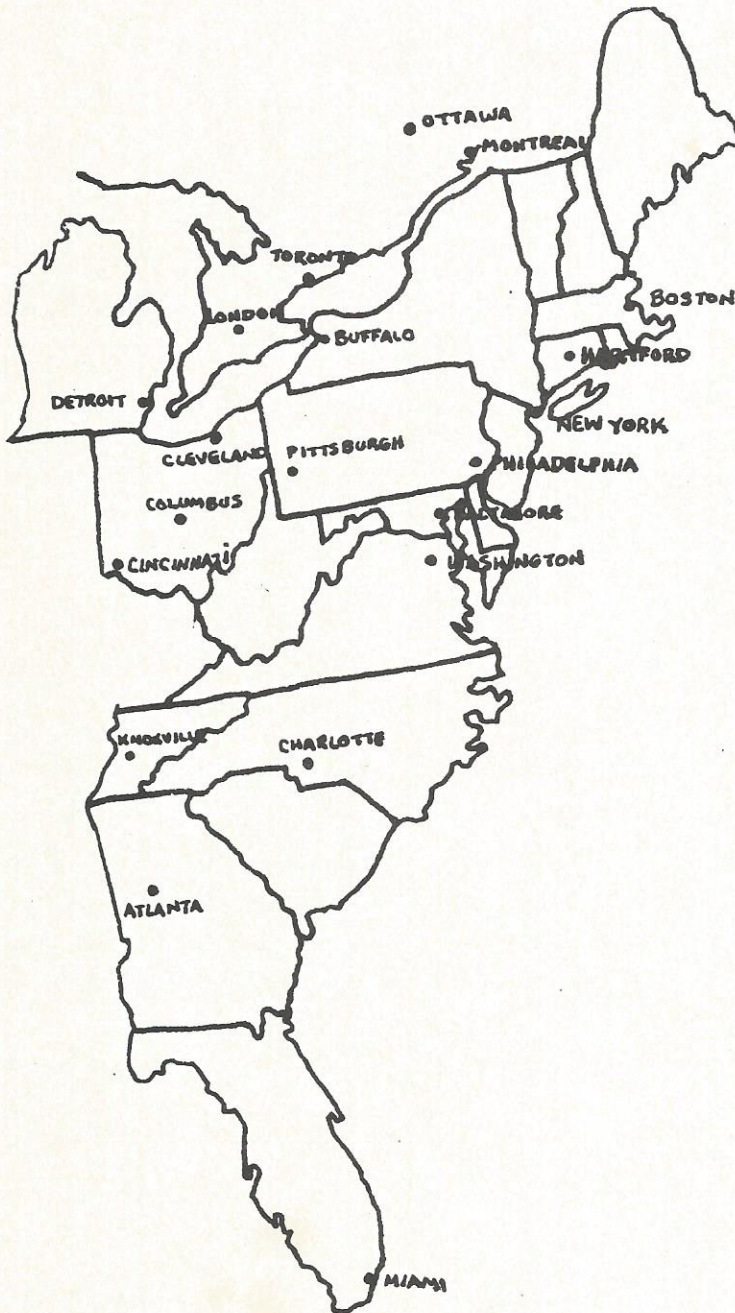 OTTAWA
MONTREAL
TORONTO
LONDON
BOSTON
BUFFALO
HARTFORD
DETROIT
NEW YORK
CLEVELAND
PITTSBURGH
PHILADELPHIA
COLUMBUS
BALTIMORE
CINCINNATi
WASHINGTON
KNOXVILLE
CHARLOTTE
ATLANTA
MIAMI